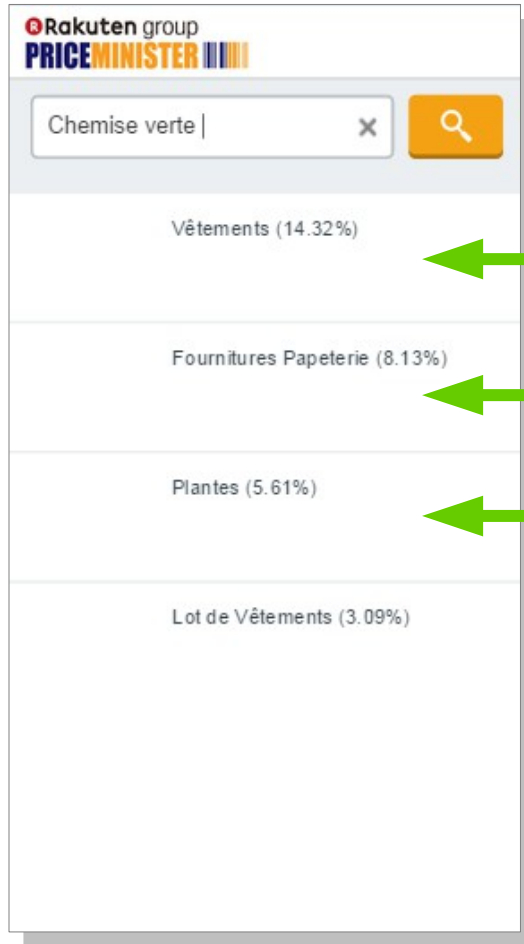 Rakuten group
PRICEMINISTER
Chemise verte
Vêtements (14.32%)
Fournitures Papeterie (8.13%)
Plantes (5.61%)
Lot de Vêtements (3.09%)